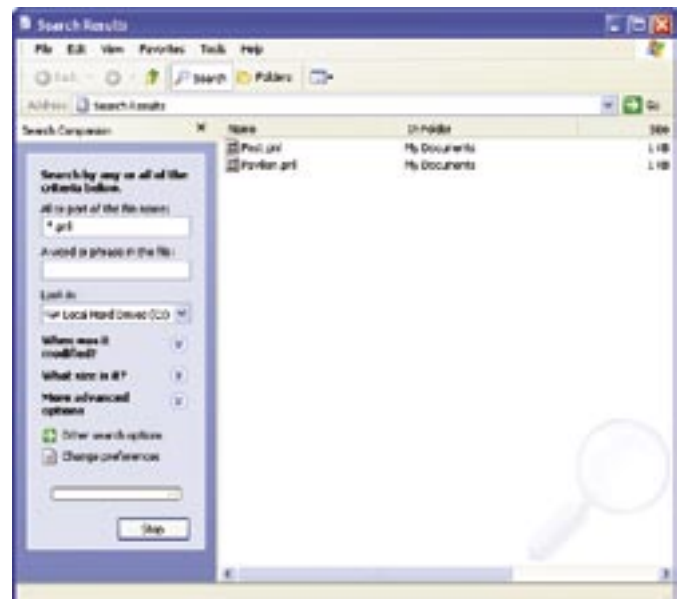 Search Results
File Edit View Favorites Tools Help
Back Search Folders
Address Search Results Go
Search Companion
Name In Folder Size
My Documents 1 KB
Pavilion.pnl My Documents 1 KB
Search by any or all of the
criteria below.
All or part of the file name:
*.pnl
A word or phrase in the file:
Look in:
Local Hard Drives (C:)
When was it
modified?
What size is it?
More advanced
options
Other search options
Change preferences
Stop